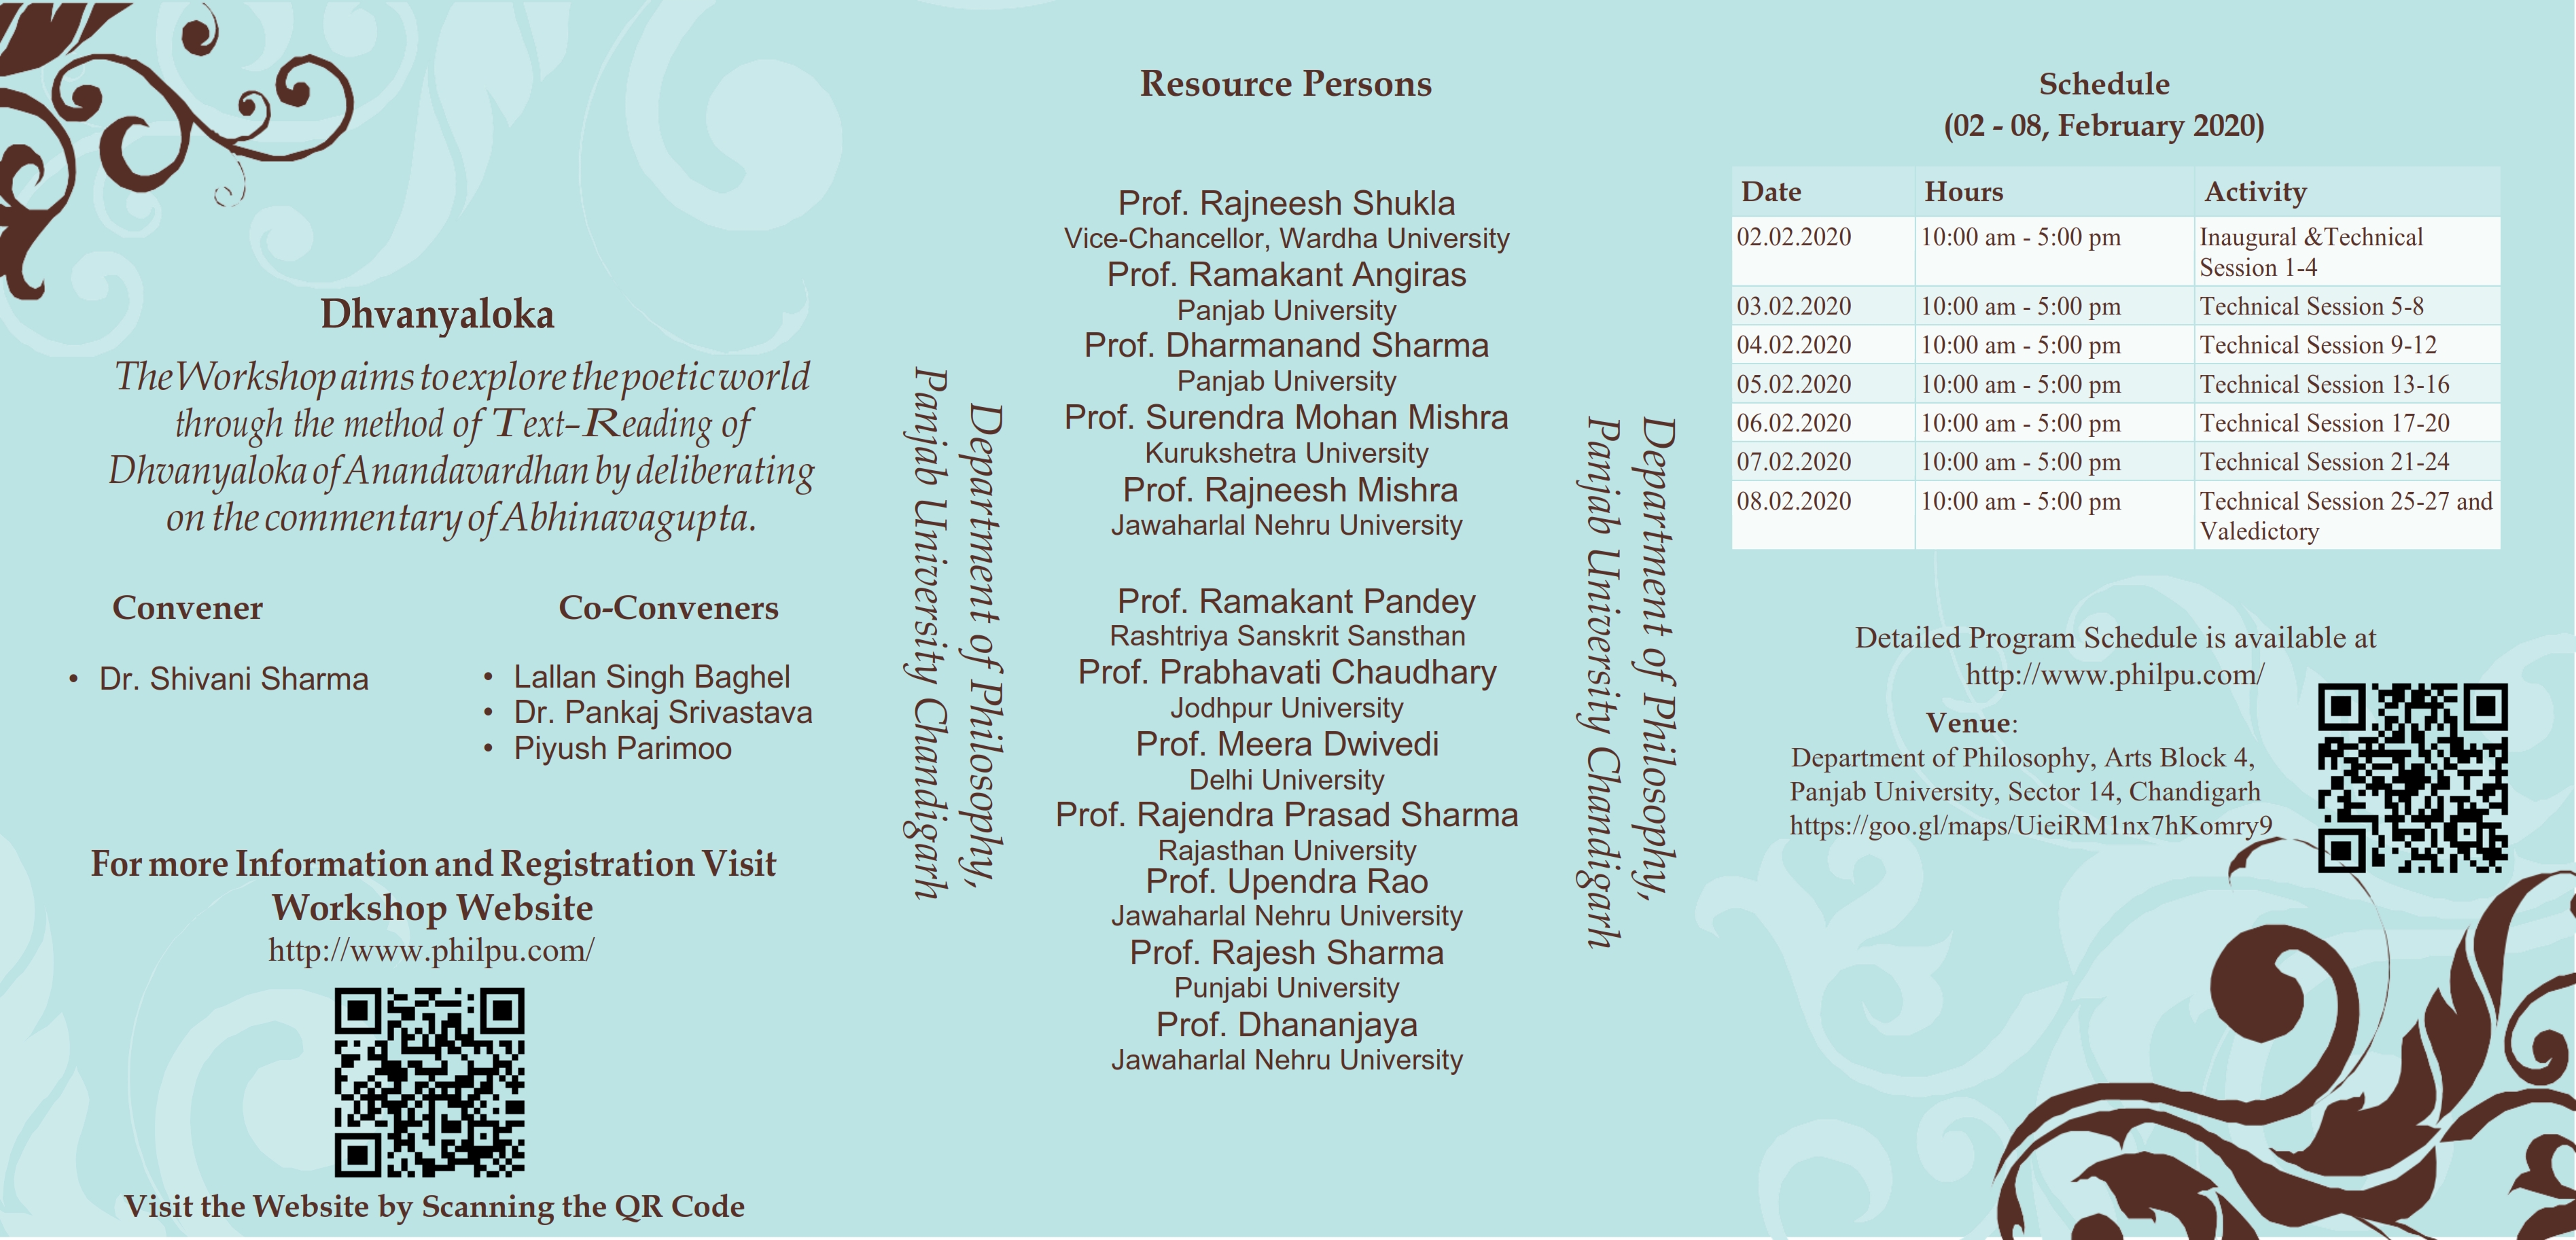 Dhvanyaloka
The Workshop aims to explore the poetic world
through the method of Text-Reading of
Dhvanyaloka of Anandavardhan by deliberating
on the commentary of Abhinavagupta.
Convener
• Dr. Shivani Sharma
Co-Conveners
• Lallan Singh Baghel
• Dr. Pankaj Srivastava
• Piyush Parimoo
For more Information and Registration Visit
Workshop Website
http://www.philpu.com/
Visit the Website by Scanning the QR Code
Department of Philosophy,
Panjab University Chandigarh
Resource Persons
Prof. Rajneesh Shukla
Vice-Chancellor, Wardha University
Prof. Ramakant Angiras
Panjab University
Prof. Dharmanand Sharma
Panjab University
Prof. Surendra Mohan Mishra
Kurukshetra University
Prof. Rajneesh Mishra
Jawaharlal Nehru University
Prof. Ramakant Pandey
Rashtriya Sanskrit Sansthan
Prof. Prabhavati Chaudhary
Jodhpur University
Prof. Meera Dwivedi
Delhi University
Prof. Rajendra Prasad Sharma
Rajasthan University
Prof. Upendra Rao
Jawaharlal Nehru University
Prof. Rajesh Sharma
Punjabi University
Prof. Dhananjaya
Jawaharlal Nehru University
Department of Philosophy,
Panjab University Chandigarh
Schedule
(02 - 08, February 2020)
Date Hours Activity
02.02.2020 10:00 am - 5:00 pm Inaugural &Technical
Session 1-4
03.02.2020 10:00 am - 5:00 pm Technical Session 5-8
04.02.2020 10:00 am - 5:00 pm Technical Session 9-12
05.02.2020 10:00 am - 5:00 pm Technical Session 13-16
06.02.2020 10:00 am - 5:00 pm Technical Session 17-20
07.02.2020 10:00 am - 5:00 pm Technical Session 21-24
08.02.2020 10:00 am - 5:00 pm Technical Session 25-27 and
Valedictory
Detailed Program Schedule is available at
http://www.philpu.com/
Venue:
Department of Philosophy, Arts Block 4,
Panjab University, Sector 14, Chandigarh
https://goo.gl/maps/UieiRM1nx7hKomry9